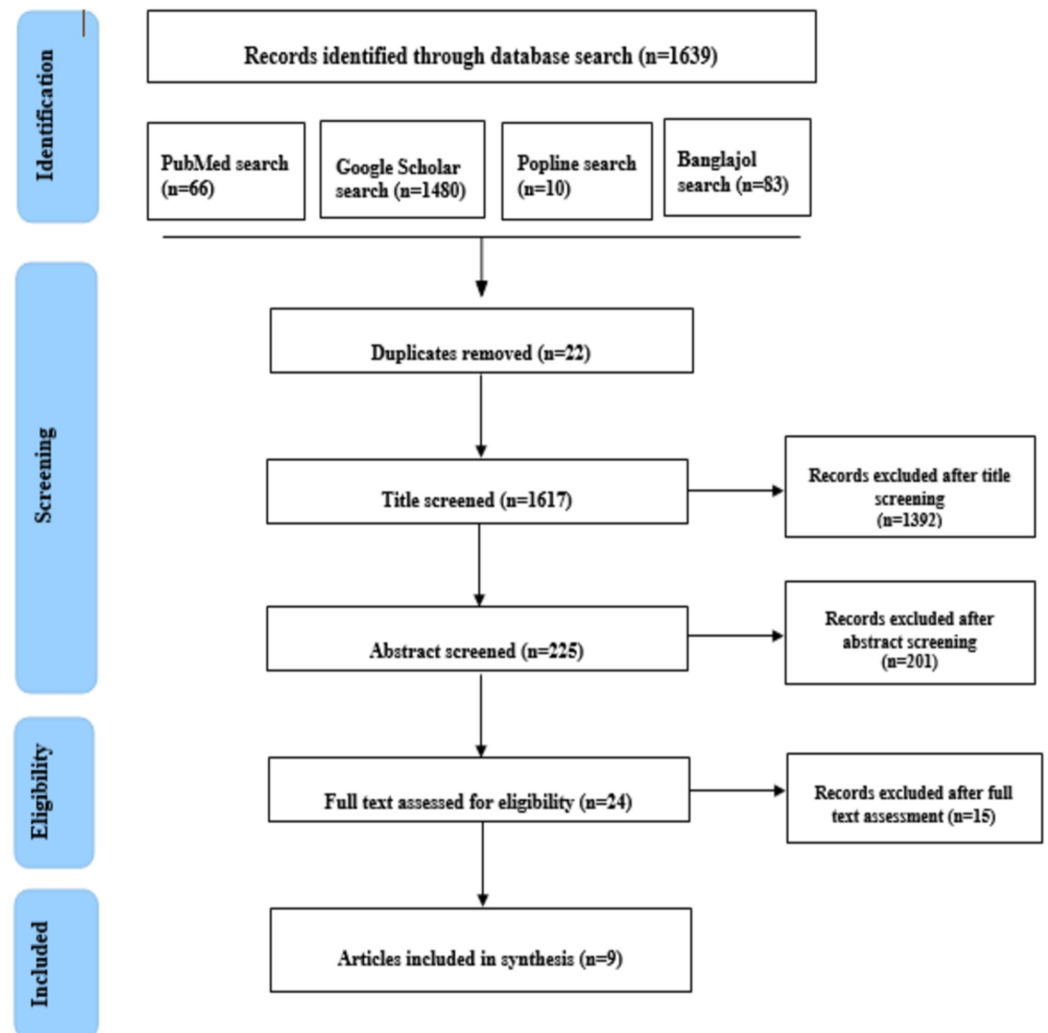 Identification
Records identified through database search (n=1639)
PubMed search
(n=66)
Google Scholar
search (n=1480)
Popline search
(n=10)
Banglajol
search (n=83)
Screening
Duplicates removed (n=22)
Title screened (n=1617)
Records excluded after title
screening
(n=1392)
Abstract screened (n=225)
Records excluded after
abstract screening
(n=201)
Eligibility
Full text assessed for eligibility (n=24)
Records excluded after full
text assessment (n=15)
Included
Articles included in synthesis (n=9)